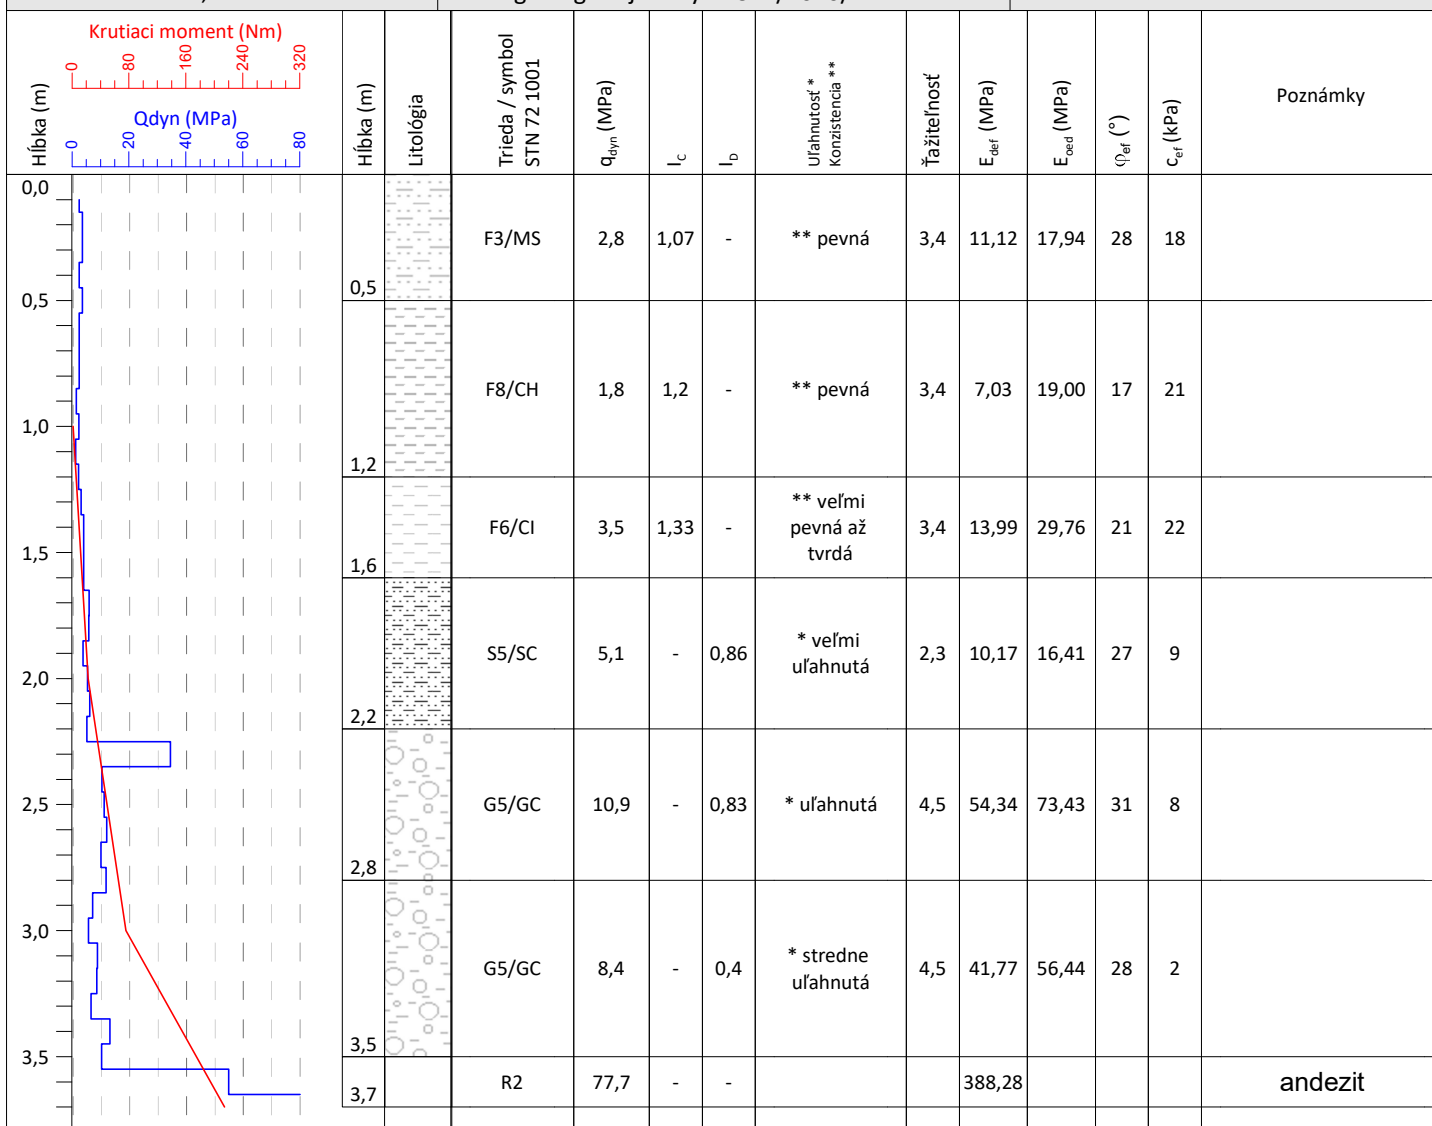 Krutiaci moment (Nm)
0 80 160 240 320
Qdyn (MPa)
0 20 40 60 80
Hĺbka (m)
Hĺbka (m)
Litológia
Trieda / symbol
STN 72 1001
qdyn (MPa)
IC
ID
Uľahnutosť *
Konzistencia **
Ťažiteľnosť
Edef (MPa)
Eoed (MPa)
φef (°)
cef (kPa)
Poznámky
0,0
0,5
1,0
1,5
2,0
2,5
3,0
3,5
0,5 F3/MS 2,8 1,07 - ** pevná 3,4 11,12 17,94 28 18
1,2 F8/CH 1,8 1,2 - ** pevná 3,4 7,03 19,00 17 21
** veľmi
1,6 F6/CI 3,5 1,33 - pevná až 3,4 13,99 29,76 21 22
tvrdá
* veľmi
2,2 S5/SC 5,1 - 0,86 uľahnutá 2,3 10,17 16,41 27 9
2,8 G5/GC 10,9 - 0,83 * uľahnutá 4,5 54,34 73,43 31 8
* stredne
3,5 G5/GC 8,4 - 0,4 uľahnutá 4,5 41,77 56,44 28 2
3,7 R2 77,7 - - 388,28 andezit